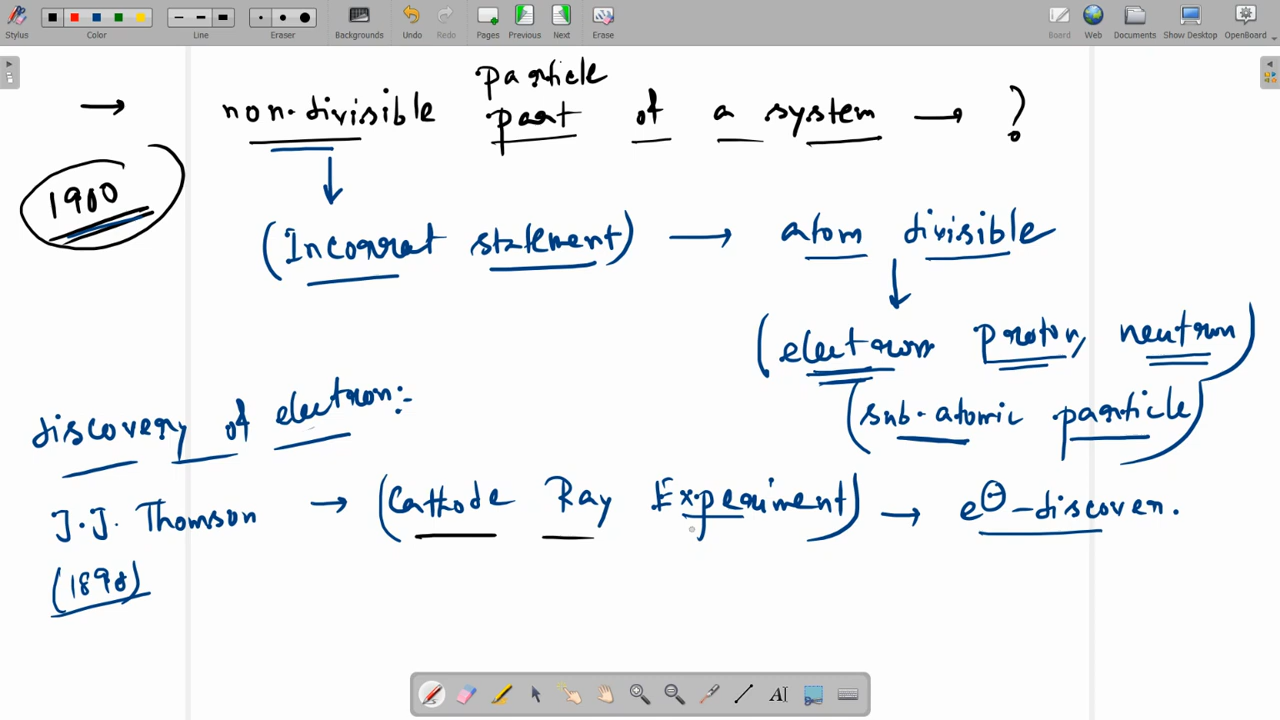 Stylus Color Line Eraser Backgrounds Undo Redo Pages Previous Next Erase Board Web Documents Show Desktop OpenBoard
particle
→ non-divisible part of a system → ?
1900
(Incorrect statement) → atom divisible
(electron, proton, neutron)
(sub-atomic particle)
discovery of electron:-
J.J. Thomson → (Cathode Ray Experiment) → e⊖-discover.
(1898)